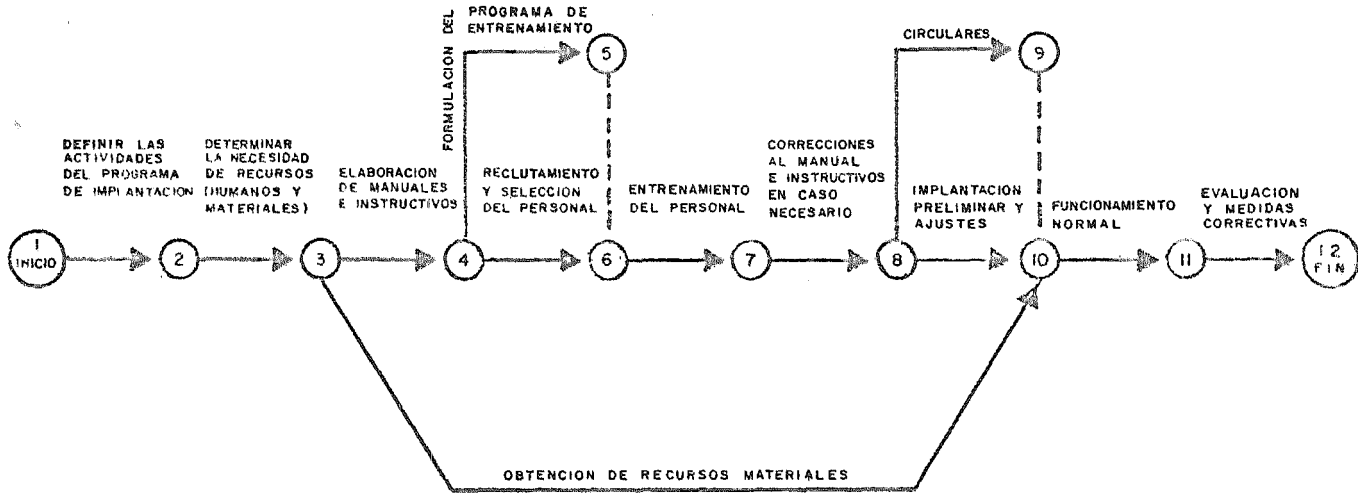 FORMULACION DEL
PROGRAMA DE
ENTRENAMIENTO
5
CIRCULARES
9
DEFINIR LAS
ACTIVIDADES
DEL PROGRAMA
DE IMPLANTACION
DETERMINAR
LA NECESIDAD
DE RECURSOS
(HUMANOS Y
MATERIALES)
ELABORACION
DE MANUALES
E INSTRUCTIVOS
RECLUTAMIENTO
Y SELECCION
DEL PERSONAL
ENTRENAMIENTO
DEL PERSONAL
CORRECCIONES
AL MANUAL
E INSTRUCTIVOS
EN CASO
NECESARIO
IMPLANTACION
PRELIMINAR Y
AJUSTES
FUNCIONAMIENTO
NORMAL
EVALUACION
Y MEDIDAS
CORRECTIVAS
1
INICIO
2
3
4
6
7
8
10
11
12
FIN
OBTENCION DE RECURSOS MATERIALES